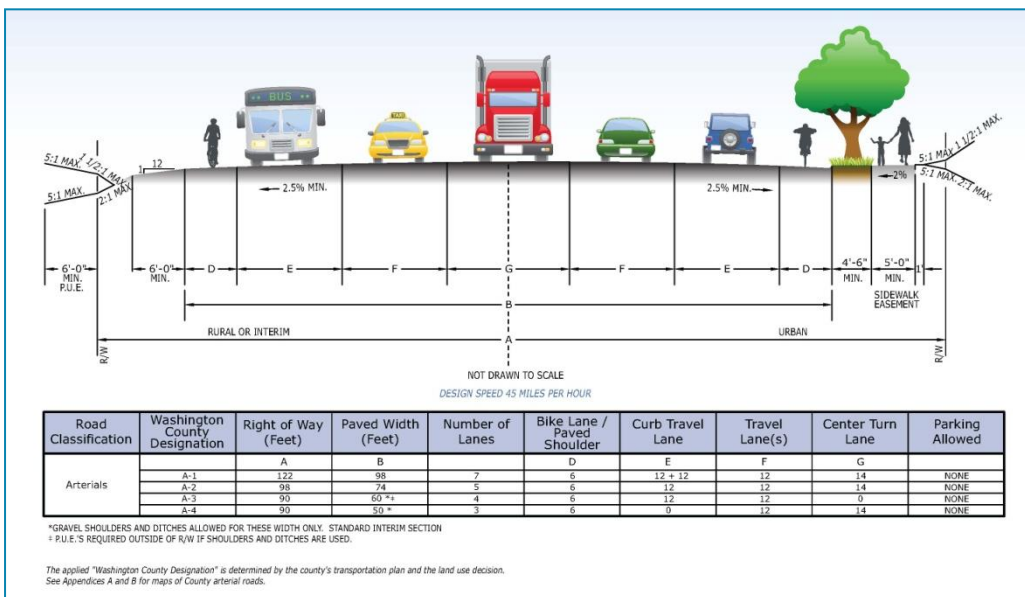 BUS
TAXI
5:1 MAX.
1 1/2:1 MAX.
5:1 MAX.
2:1 MAX.
1
12
2.5% MIN.
2.5% MIN.
2%
5:1 MAX.
1 1/2:1 MAX.
5:1 MAX.
2:1 MAX.
6'-0"
MIN.
P.U.E.
6'-0"
MIN.
D
E
F
G
F
E
D
4'-6"
MIN.
5'-0"
MIN.
1'
SIDEWALK
EASEMENT
B
RURAL OR INTERIM
URBAN
A
R/W
R/W
NOT DRAWN TO SCALE
DESIGN SPEED 45 MILES PER HOUR
Road Classification Washington County Designation Right of Way (Feet) Paved Width (Feet) Number of Lanes Bike Lane / Paved Shoulder Curb Travel Lane Travel Lane(s) Center Turn Lane Parking Allowed
A B D E F G
Arterials
A-1 122 98 7 6 12 + 12 12 14 NONE
A-2 98 74 5 6 12 12 14 NONE
A-3 90 60 *‡ 4 6 12 12 0 NONE
A-4 90 50 * 3 6 0 12 14 NONE
*GRAVEL SHOULDERS AND DITCHES ALLOWED FOR THESE WIDTH ONLY. STANDARD INTERIM SECTION
‡ P.U.E.'S REQUIRED OUTSIDE OF R/W IF SHOULDERS AND DITCHES ARE USED.
The applied "Washington County Designation" is determined by the county's transportation plan and the land use decision.
See Appendices A and B for maps of County arterial roads.